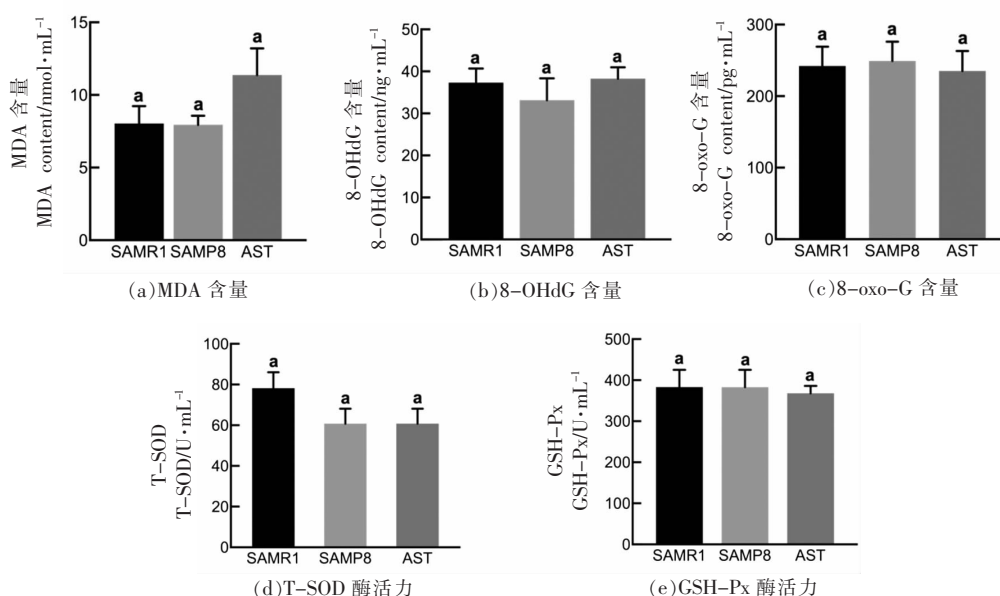 MDA 含量
MDA content/nmol·mL⁻¹
15
10
5
0
a
a
a
SAMR1 SAMP8 AST
(a)MDA 含量
8-OHdG 含量
8-OHdG content/ng·mL⁻¹
50
40
30
20
10
0
a
a
a
SAMR1 SAMP8 AST
(b)8-OHdG 含量
8-oxo-G 含量
8-oxo-G content/pg·mL⁻¹
300
200
100
0
a
a
a
SAMR1 SAMP8 AST
(c)8-oxo-G 含量
T-SOD
T-SOD/U·mL⁻¹
100
80
60
40
20
0
a
a
a
SAMR1 SAMP8 AST
(d)T-SOD 酶活力
GSH-Px
GSH-Px/U·mL⁻¹
500
400
300
200
100
0
a
a
a
SAMR1 SAMP8 AST
(e)GSH-Px 酶活力